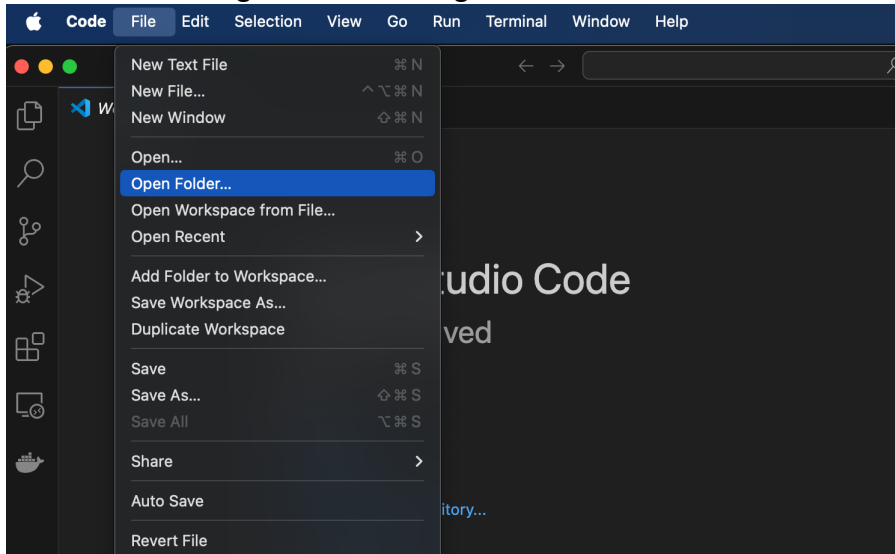 Code File Edit Selection View Go Run Terminal Window Help
New Text File ⌘ N
New File... ^⌥⌘ N
New Window ⇧⌘ N
Open... ⌘ O
Open Folder...
Open Workspace from File...
Open Recent >
Add Folder to Workspace...
tudio Code
Save Workspace As...
Duplicate Workspace
ved
Save ⌘ S
Save As... ⇧⌘ S
Save All ⌥⌘ S
Share >
Auto Save
itory...
Revert File